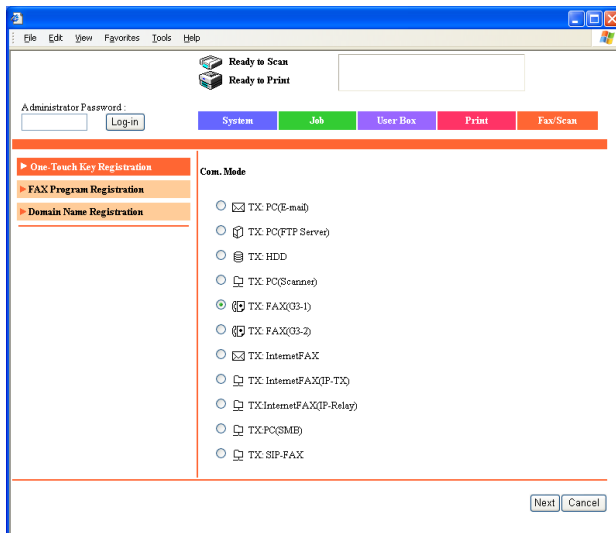 File Edit View Favorites Tools Help
Ready to Scan
Ready to Print
Administrator Password :
Log-in
System Job User Box Print Fax/Scan
One-Touch Key Registration
FAX Program Registration
Domain Name Registration
Com. Mode
TX: PC(E-mail)
TX: PC(FTP Server)
TX: HDD
TX: PC(Scanner)
TX: FAX(G3-1)
TX: FAX(G3-2)
TX: InternetFAX
TX: InternetFAX(IP-TX)
TX:InternetFAX(IP-Relay)
TX:PC(SMB)
TX: SIP-FAX
Next Cancel